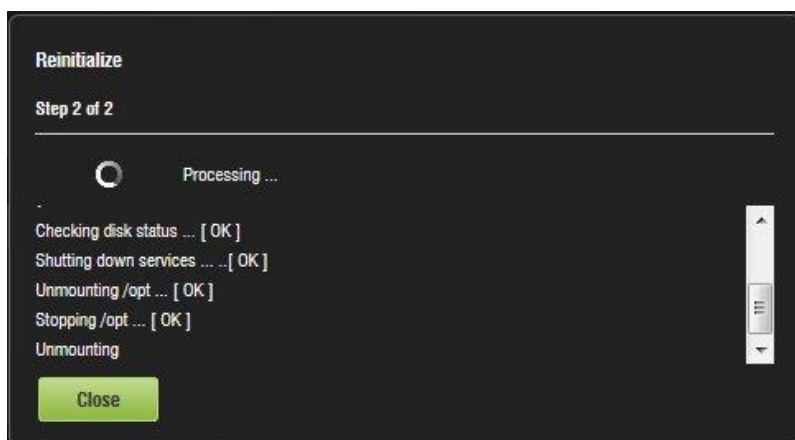 Reinitialize
Step 2 of 2
Processing ...
Checking disk status ... [ OK ]
Shutting down services ... ..[ OK ]
Unmounting /opt ... [ OK ]
Stopping /opt ... [ OK ]
Unmounting
Close